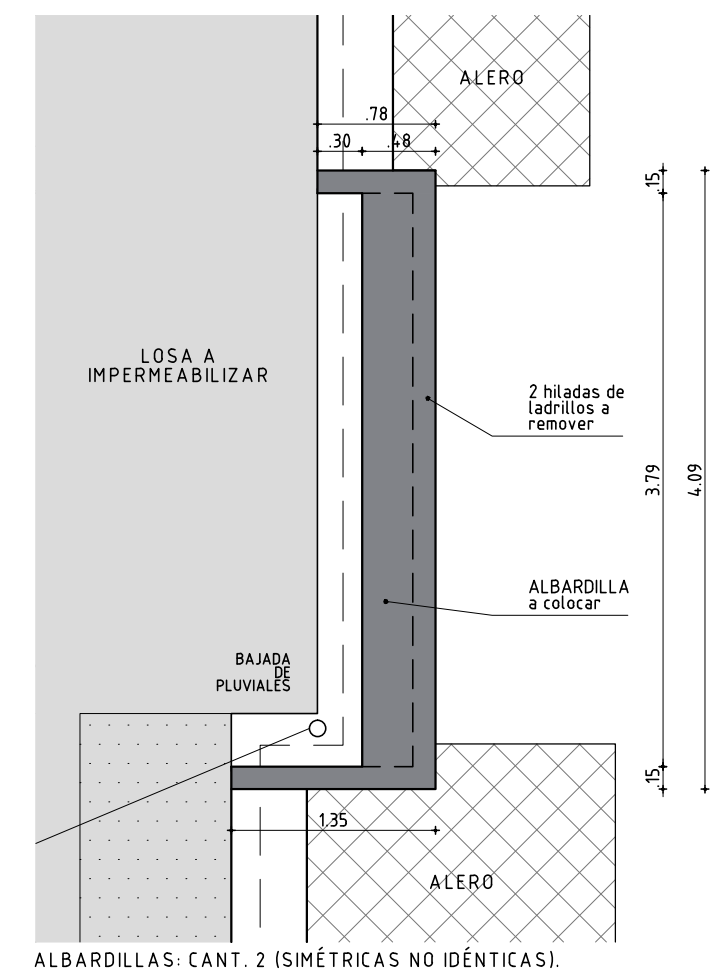 ALERO
.78
.30
.48
.15
LOSA A
IMPERMEABILIZAR
2 hiladas de
ladrillos a
remover
3.79
4.09
ALBARDILLA
a colocar
BAJADA
DE
PLUVIALES
.15
1.35
ALERO
ALBARDILLAS: CANT. 2 (SIMÉTRICAS NO IDÉNTICAS).